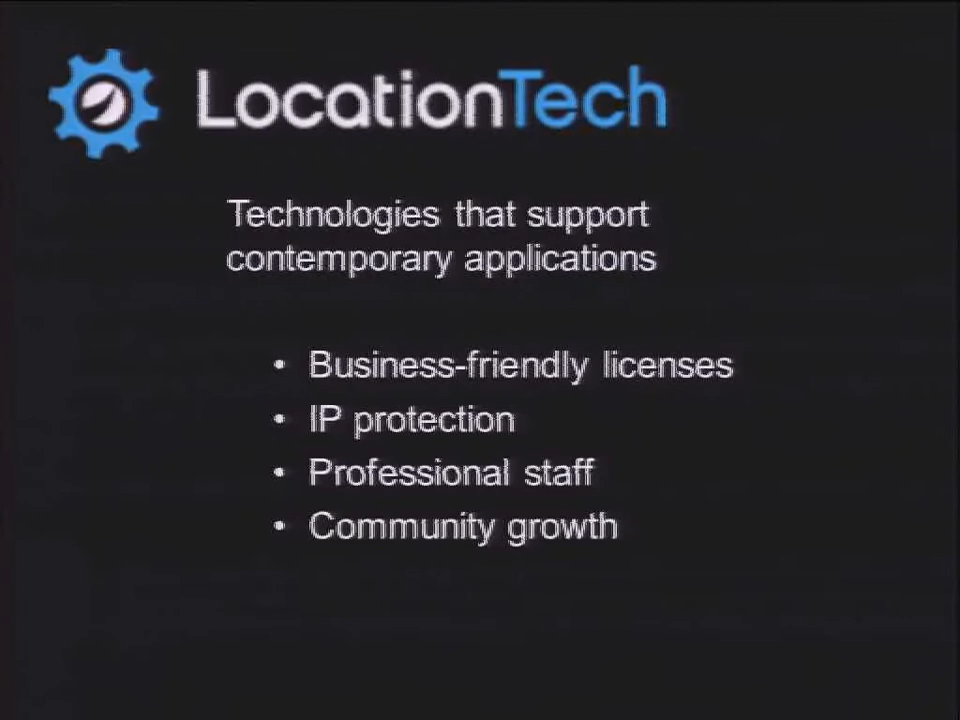 LocationTech
Technologies that support
contemporary applications
• Business-friendly licenses
• IP protection
• Professional staff
• Community growth